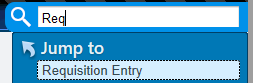 Req
Jump to
Requisition Entry